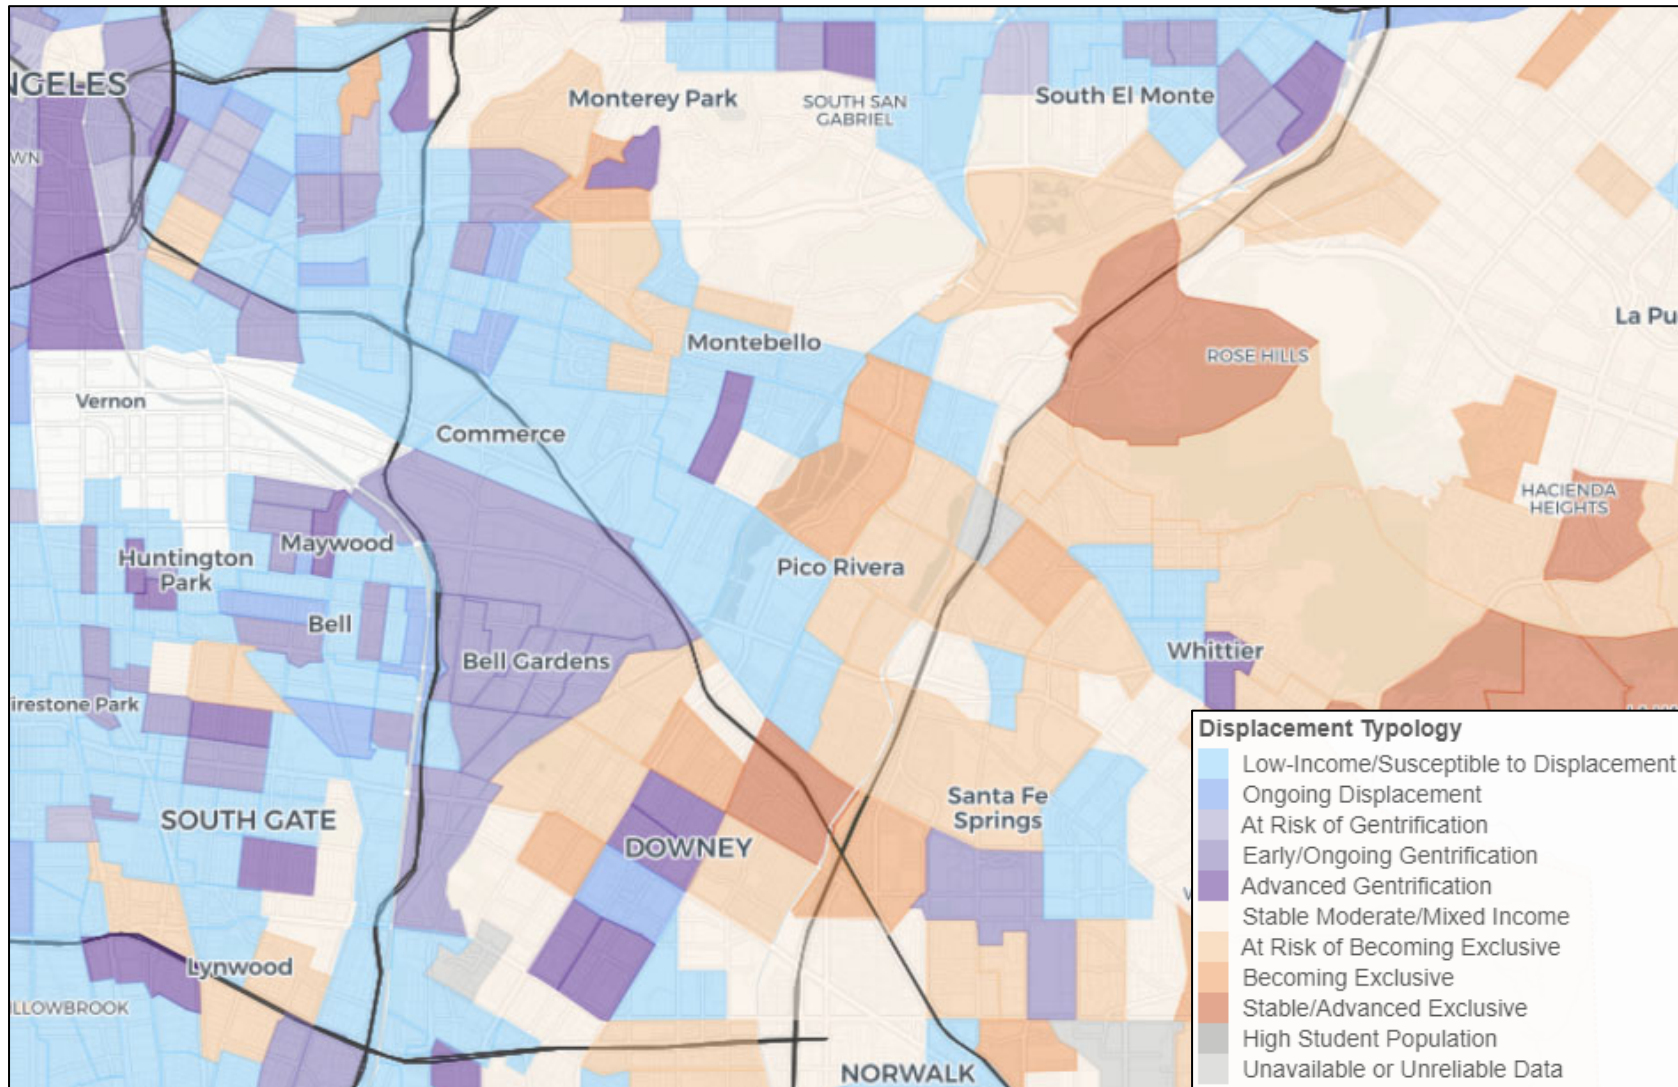 NGELES
WN
Monterey Park
SOUTH SAN
GABRIEL
South El Monte
Montebello
ROSE HILLS
La Pu
Vernon
Commerce
HACIENDA
HEIGHTS
Huntington
Park
Maywood
Pico Rivera
Bell
Bell Gardens
Whittier
irestone Park
SOUTH GATE
DOWNEY
Santa Fe
Springs
Lynwood
LLOWBROOK
NORWALK
Displacement Typology
Low-Income/Susceptible to Displacement
Ongoing Displacement
At Risk of Gentrification
Early/Ongoing Gentrification
Advanced Gentrification
Stable Moderate/Mixed Income
At Risk of Becoming Exclusive
Becoming Exclusive
Stable/Advanced Exclusive
High Student Population
Unavailable or Unreliable Data